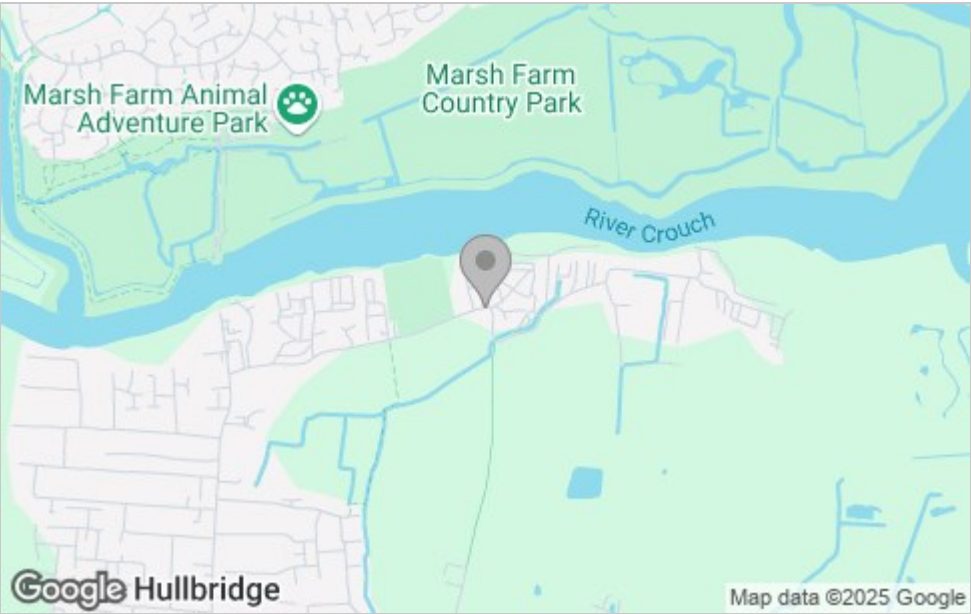 Marsh Farm Animal
Adventure Park
Marsh Farm
Country Park
River Crouch
Google
Hullbridge
Map data ©2025 Google